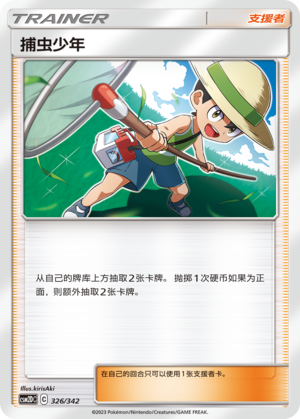 TRAINER
支援者
捕虫少年
从自己的牌库上方抽取2张卡牌。 抛掷1次硬币如果为正
面，则额外抽取2张卡牌。
在自己的回合只可以使用1张支援者卡。
Illus.kirisAki
CSM2D C 326/342
©2023 Pokémon/Nintendo/Creatures/GAME FREAK.